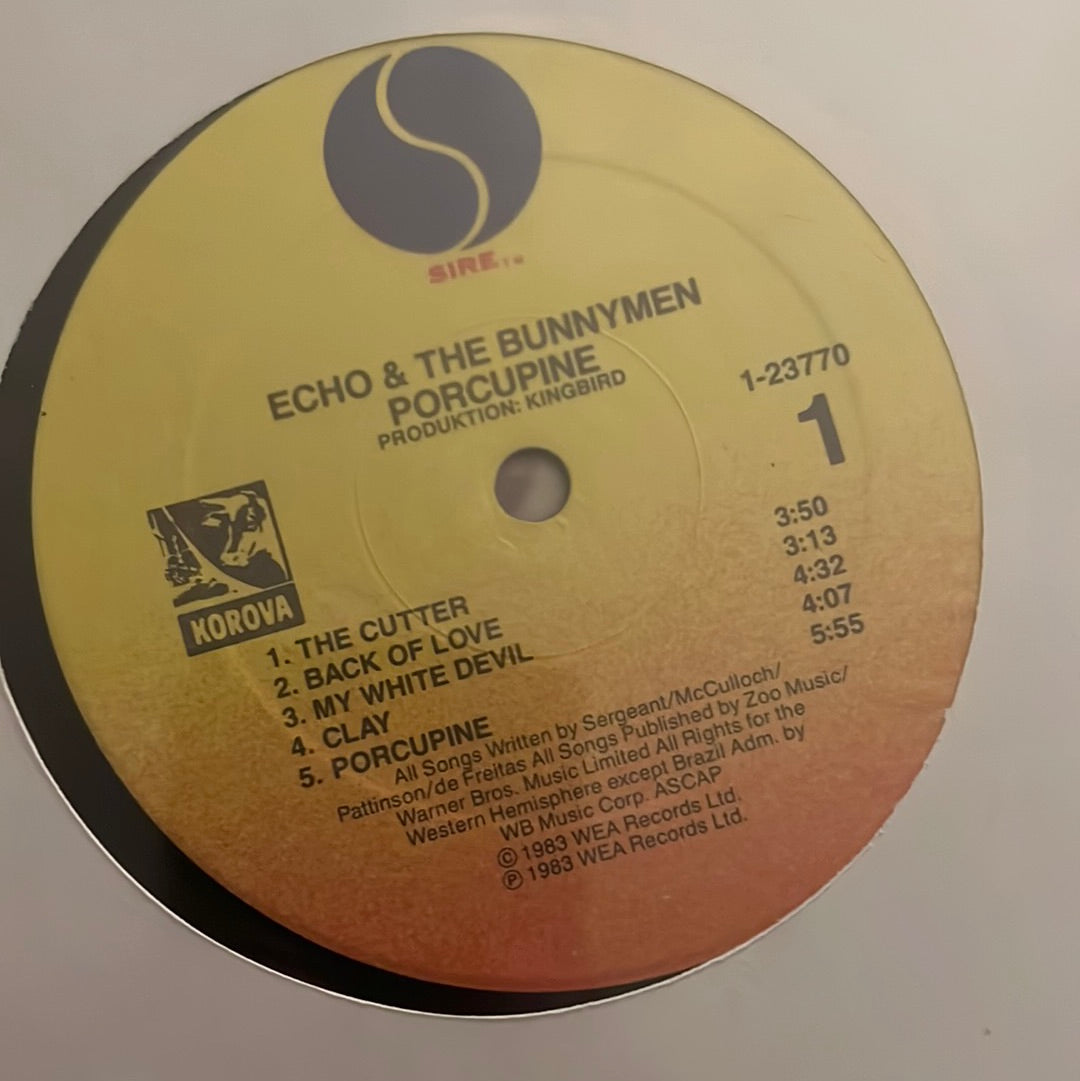 SIRE™
ECHO & THE BUNNYMEN
PORCUPINE
PRODUKTION: KINGBIRD
1-23770
1
KOROVA
1. THE CUTTER 3:50
2. BACK OF LOVE 3:13
3. MY WHITE DEVIL 4:32
4. CLAY 4:07
5. PORCUPINE 5:55
All Songs Written by Sergeant/McCulloch/
Pattinson/de Freitas All Songs Published by Zoo Music/
Warner Bros. Music Limited All Rights for the
Western Hemisphere except Brazil Adm. by
WB Music Corp. ASCAP
© 1983 WEA Records Ltd.
℗ 1983 WEA Records Ltd.